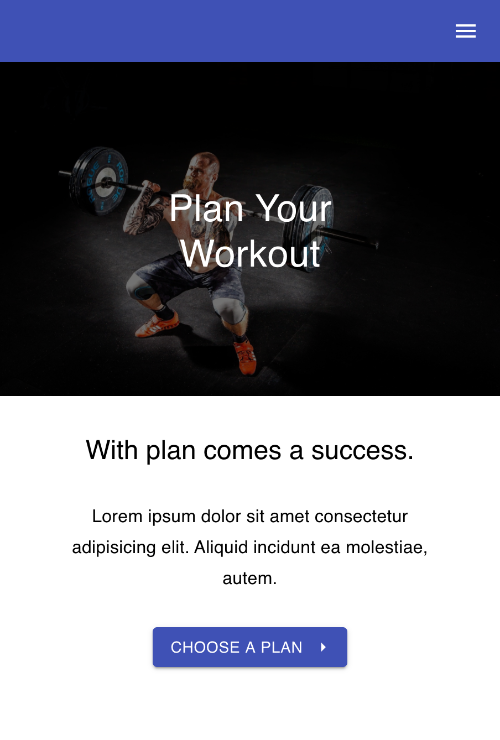 Plan Your
Workout
With plan comes a success.
Lorem ipsum dolor sit amet consectetur
adipisicing elit. Aliquid incidunt ea molestiae,
autem.
CHOOSE A PLAN